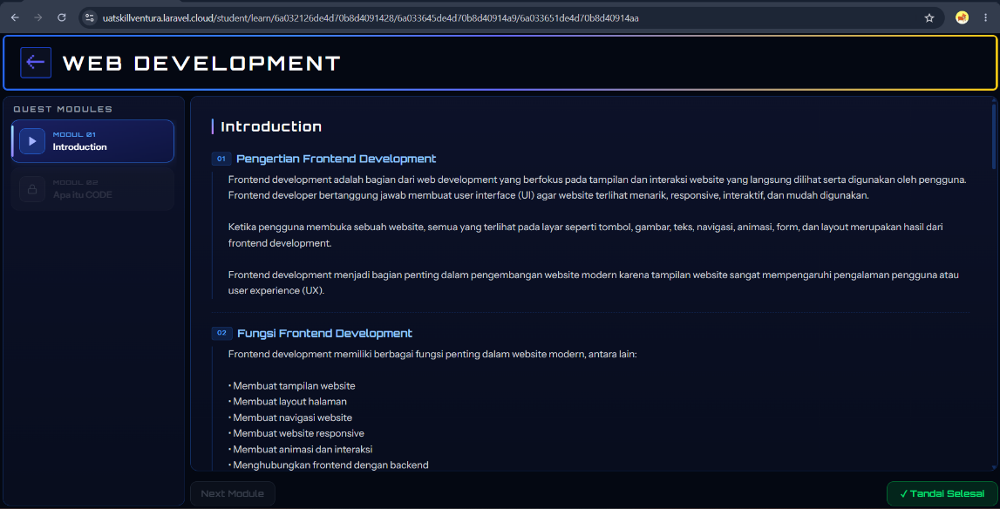 uatskillventura.laravel.cloud/student/learn/6a032126de4d70b8d4091428/6a033645de4d70b8d40914a9/6a033651de4d70b8d40914aa
WEB DEVELOPMENT
QUEST MODULES
MODUL 01
Introduction
MODUL 02
Apa itu CODE
Introduction
01 Pengertian Frontend Development
Frontend development adalah bagian dari web development yang berfokus pada tampilan dan interaksi website yang langsung dilihat serta digunakan oleh pengguna.
Frontend developer bertanggung jawab membuat user interface (UI) agar website terlihat menarik, responsive, interaktif, dan mudah digunakan.
Ketika pengguna membuka sebuah website, semua yang terlihat pada layar seperti tombol, gambar, teks, navigasi, animasi, form, dan layout merupakan hasil dari
frontend development.
Frontend development menjadi bagian penting dalam pengembangan website modern karena tampilan website sangat mempengaruhi pengalaman pengguna atau
user experience (UX).
02 Fungsi Frontend Development
Frontend development memiliki berbagai fungsi penting dalam website modern, antara lain:
• Membuat tampilan website
• Membuat layout halaman
• Membuat navigasi website
• Membuat website responsive
• Membuat animasi dan interaksi
• Menghubungkan frontend dengan backend
Next Module
✓ Tandai Selesai